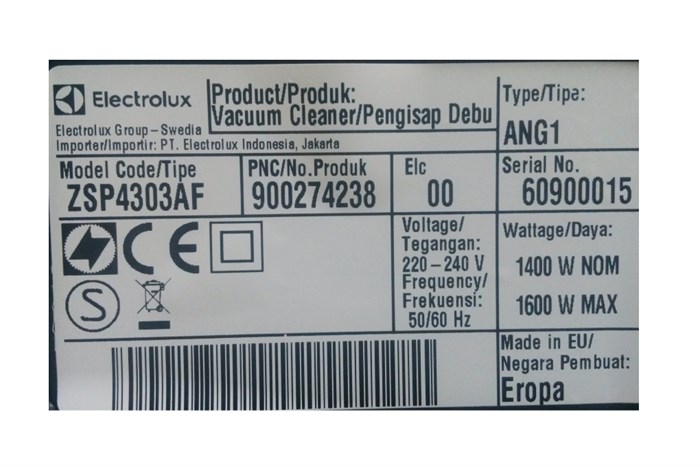 Electrolux
Electrolux Group – Swedia
Importer/Importir: PT. Electrolux Indonesia, Jakarta
Product/Produk:
Vacuum Cleaner/Pengisap Debu
Type/Tipe:
ANG1
Model Code/Tipe
ZSP4303AF
PNC/No.Produk
900274238
Elc
00
Serial No.
60900015
CE
S
Voltage/
Tegangan:
220–240 V
Frequency/
Frekuensi:
50/60 Hz
Wattage/Daya:
1400 W NOM
1600 W MAX
Made in EU/
Negara Pembuat:
Eropa